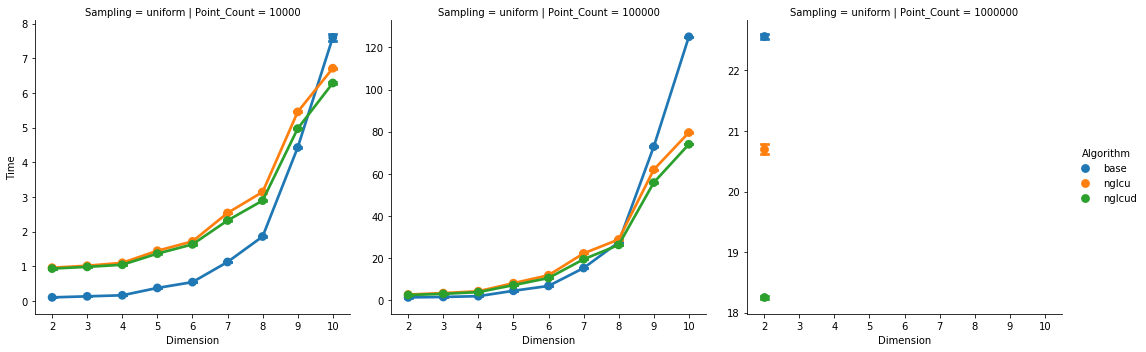 Sampling = uniform | Point_Count = 10000
Sampling = uniform | Point_Count = 100000
Sampling = uniform | Point_Count = 1000000
Time
8
7
6
5
4
3
2
1
0
2 3 4 5 6 7 8 9 10
Dimension
120
100
80
60
40
20
0
2 3 4 5 6 7 8 9 10
Dimension
22
21
20
19
18
2 3 4 5 6 7 8 9 10
Dimension
Algorithm
base
nglcu
nglcud